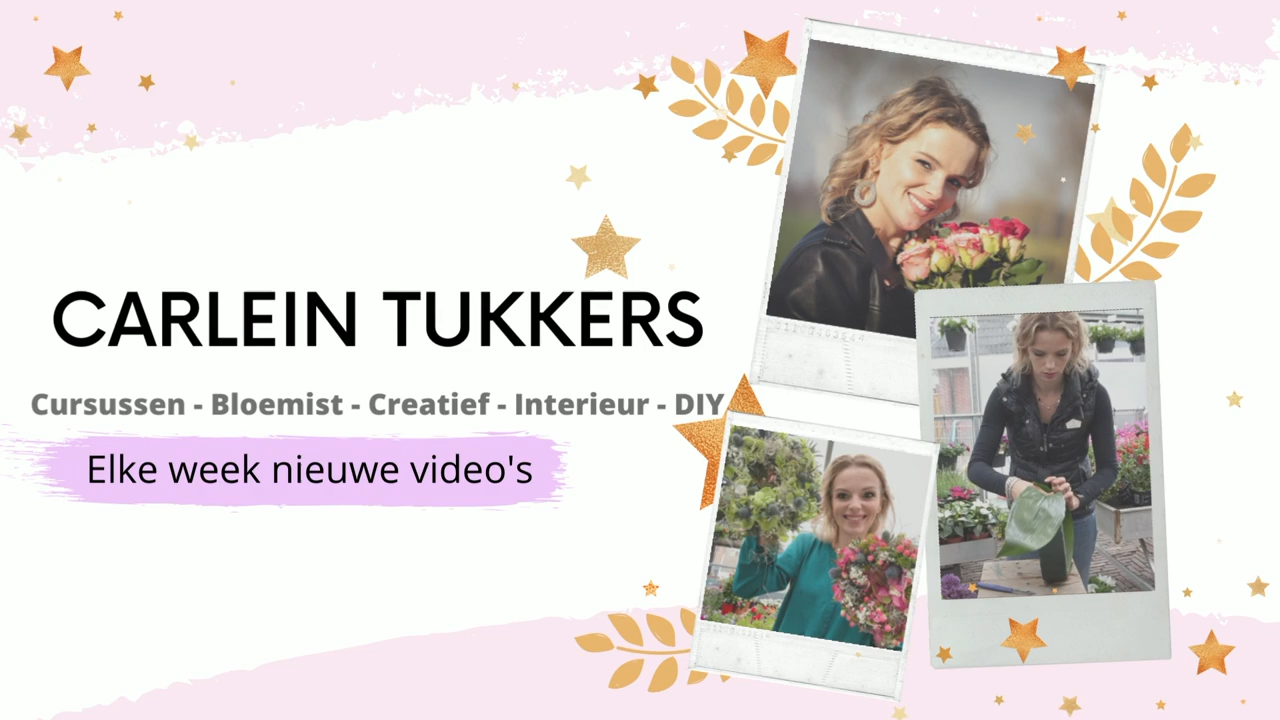 CARLEIN TUKKERS
Cursussen - Bloemist - Creatief - Interieur - DIY
Elke week nieuwe video's